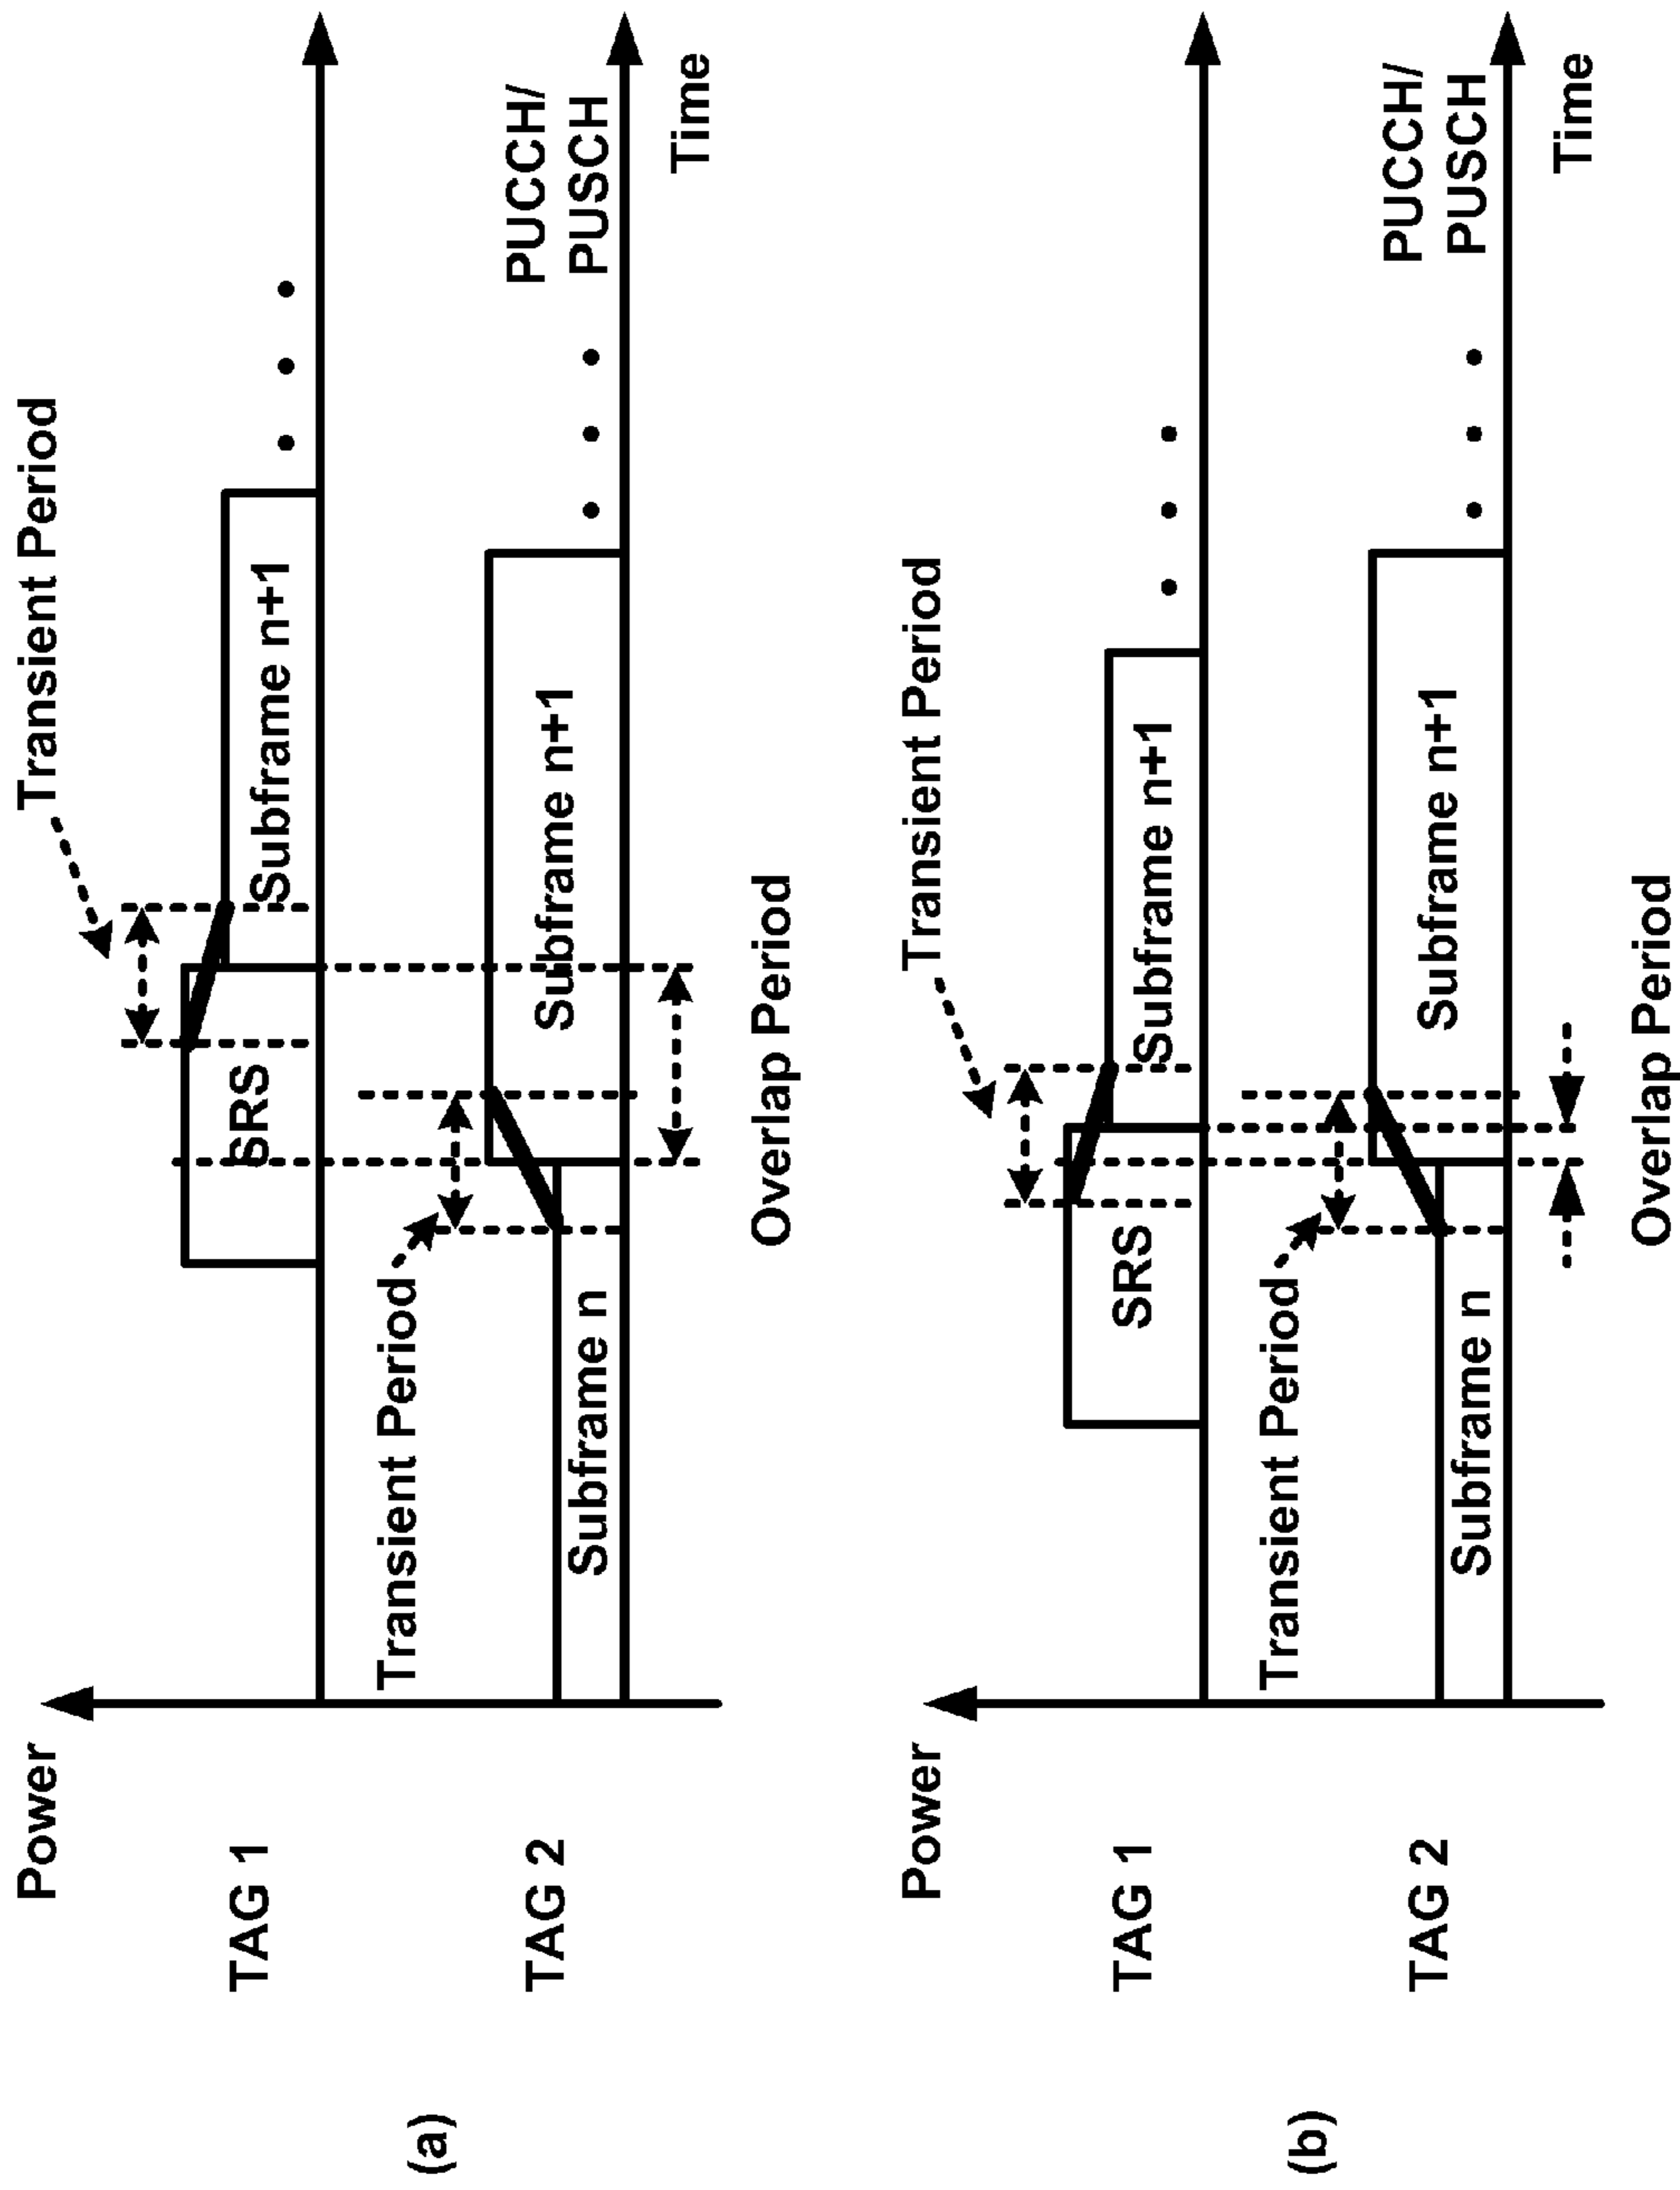 (a)
Power
Transient Period
TAG 1
SRS
Subframe n+1
Transient Period
TAG 2
Subframe n
Subframe n+1
PUCCH/
PUSCH
Time
Overlap Period
(b)
Power
Transient Period
TAG 1
SRS
Subframe n+1
Transient Period
TAG 2
Subframe n
Subframe n+1
PUCCH/
PUSCH
Time
Overlap Period